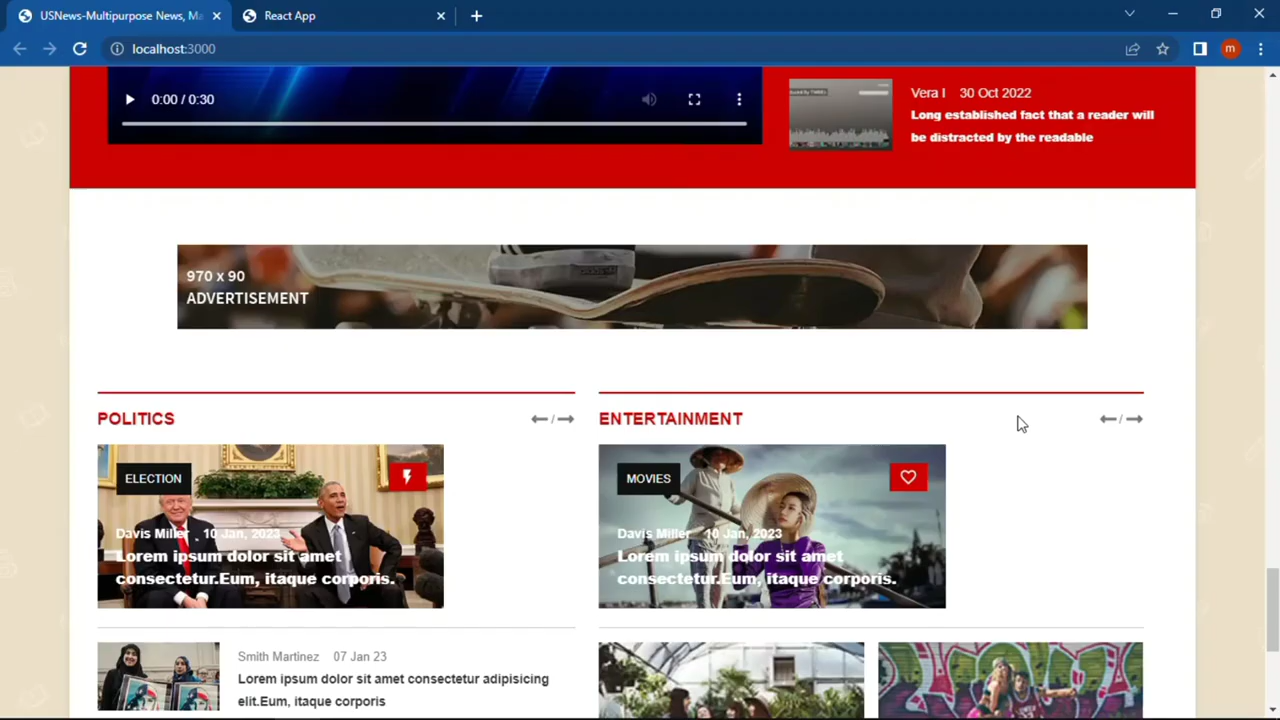 USNews-Multipurpose News, Ma
React App
localhost:3000
m
0:00 / 0:30
Vera I 30 Oct 2022
Long established fact that a reader will
be distracted by the readable
970 x 90
ADVERTISEMENT
POLITICS
/
ENTERTAINMENT
/
ELECTION
Davis Miller 10 Jan, 2023
Lorem ipsum dolor sit amet
consectetur.Eum, itaque corporis.
MOVIES
Davis Miller 10 Jan, 2023
Lorem ipsum dolor sit amet
consectetur.Eum, itaque corporis.
Smith Martinez 07 Jan 23
Lorem ipsum dolor sit amet consectetur adipisicing
elit.Eum, itaque corporis